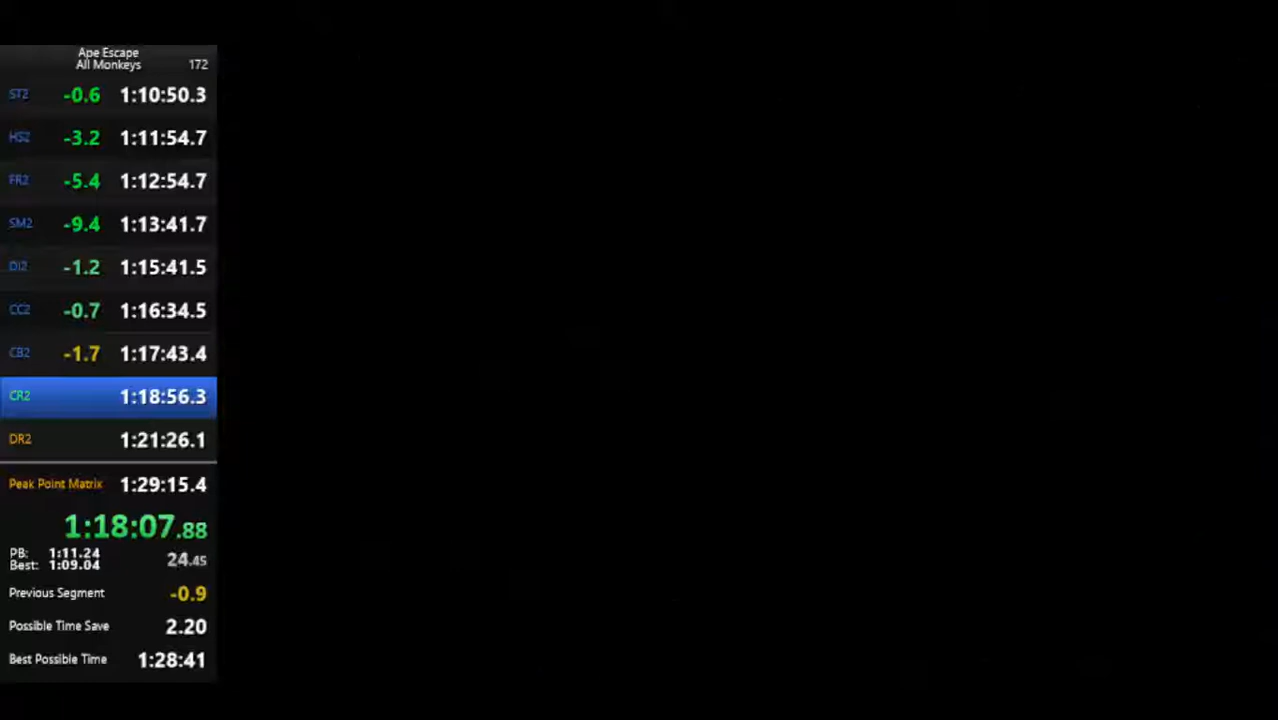 Ape Escape
All Monkeys 172
ST2 -0.6 1:10:50.3
HS2 -3.2 1:11:54.7
FR2 -5.4 1:12:54.7
SM2 -9.4 1:13:41.7
DI2 -1.2 1:15:41.5
CC2 -0.7 1:16:34.5
CB2 -1.7 1:17:43.4
CR2 1:18:56.3
DR2 1:21:26.1
Peak Point Matrix 1:29:15.4
1:18:07.88
PB: 1:11.24 24.45
Best: 1:09.04
Previous Segment -0.9
Possible Time Save 2.20
Best Possible Time 1:28:41